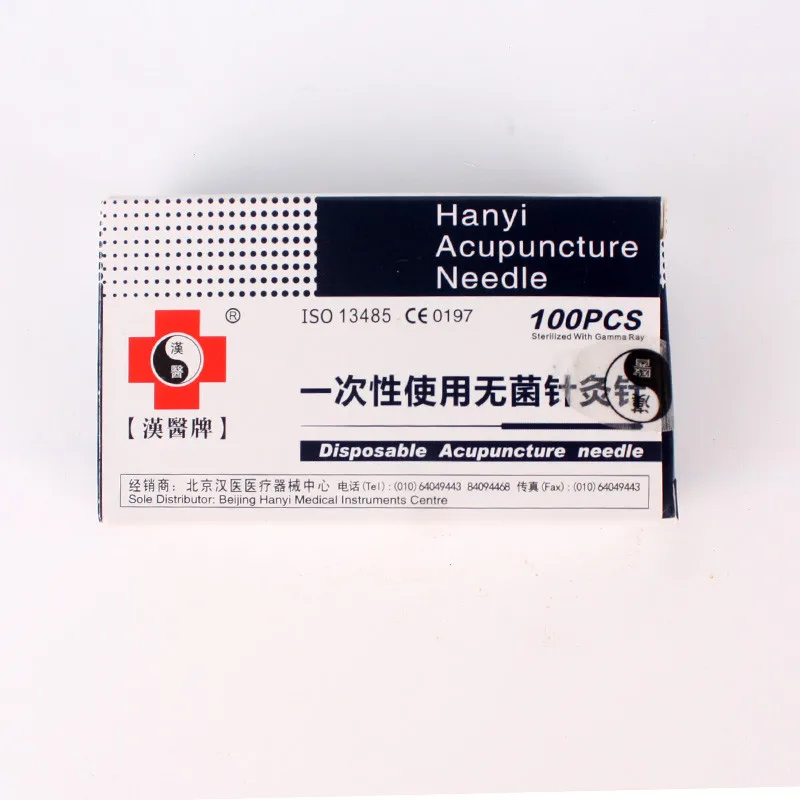 Hanyi
Acupuncture
Needle
®
ISO 13485 CE 0197
100PCS
Sterilized With Gamma Ray
漢
醫
【漢醫牌】
一次性使用无菌针灸针
漢醫
Disposable Acupuncture needle
经销商：北京汉医医疗器械中心 电话(Tel)：(010)64049443 84094468 传真(Fax)：(010)64049443
Sole Distributor: Beijing Hanyi Medical Instruments Centre